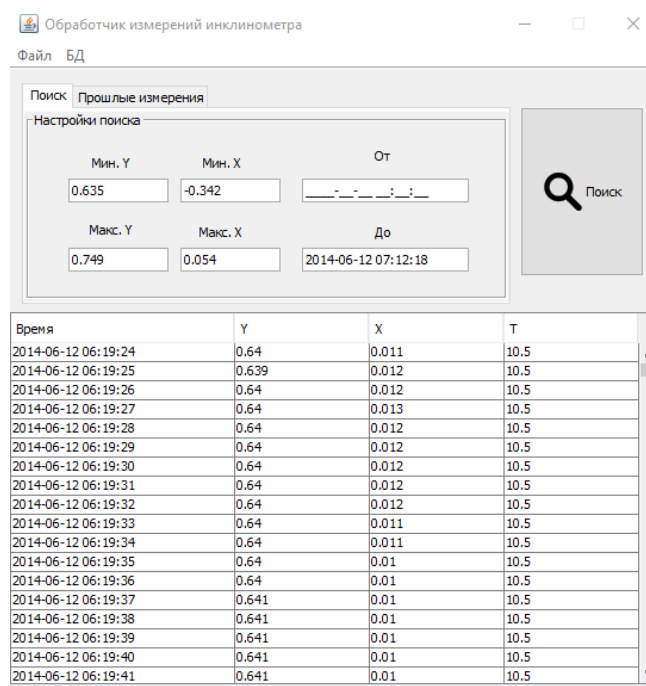 Обработчик измерений инклинометра
Файл БД
Поиск Прошлые измерения
Настройки поиска
Мин. Y Мин. X От
0.635 -0.342 ____-__-__ __:__:__
Поиск
Макс. Y Макс. X До
0.749 0.054 2014-06-12 07:12:18
Время Y X T
2014-06-12 06:19:24 0.64 0.011 10.5
2014-06-12 06:19:25 0.639 0.012 10.5
2014-06-12 06:19:26 0.64 0.012 10.5
2014-06-12 06:19:27 0.64 0.013 10.5
2014-06-12 06:19:28 0.64 0.012 10.5
2014-06-12 06:19:29 0.64 0.012 10.5
2014-06-12 06:19:30 0.64 0.012 10.5
2014-06-12 06:19:31 0.64 0.012 10.5
2014-06-12 06:19:32 0.64 0.012 10.5
2014-06-12 06:19:33 0.64 0.011 10.5
2014-06-12 06:19:34 0.64 0.011 10.5
2014-06-12 06:19:35 0.64 0.01 10.5
2014-06-12 06:19:36 0.64 0.01 10.5
2014-06-12 06:19:37 0.641 0.01 10.5
2014-06-12 06:19:38 0.641 0.01 10.5
2014-06-12 06:19:39 0.641 0.01 10.5
2014-06-12 06:19:40 0.641 0.01 10.5
2014-06-12 06:19:41 0.641 0.01 10.5